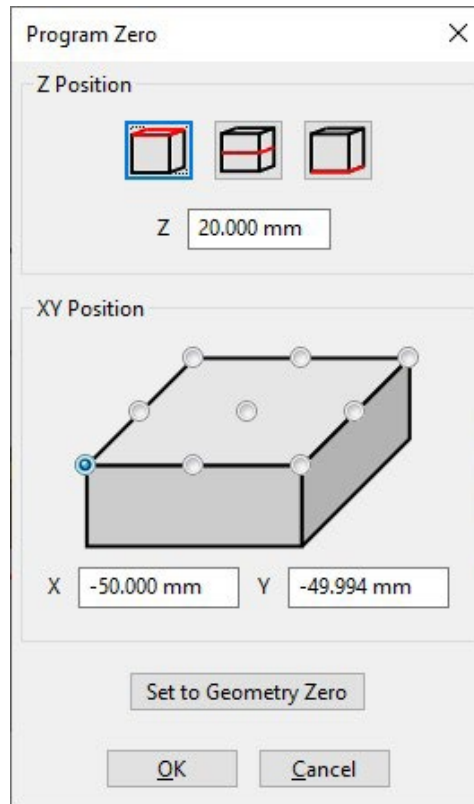 Program Zero
Z Position
Z 20.000 mm
XY Position
X -50.000 mm Y -49.994 mm
Set to Geometry Zero
OK Cancel